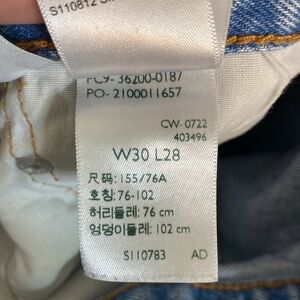 S110812
PC9- 36200-0187
PO- 2100011657
CW- 0722
403496
W30 L28
尺码: 155/76A
호칭: 76-102
허리둘레: 76 cm
엉덩이둘레: 102 cm
S110783 AD